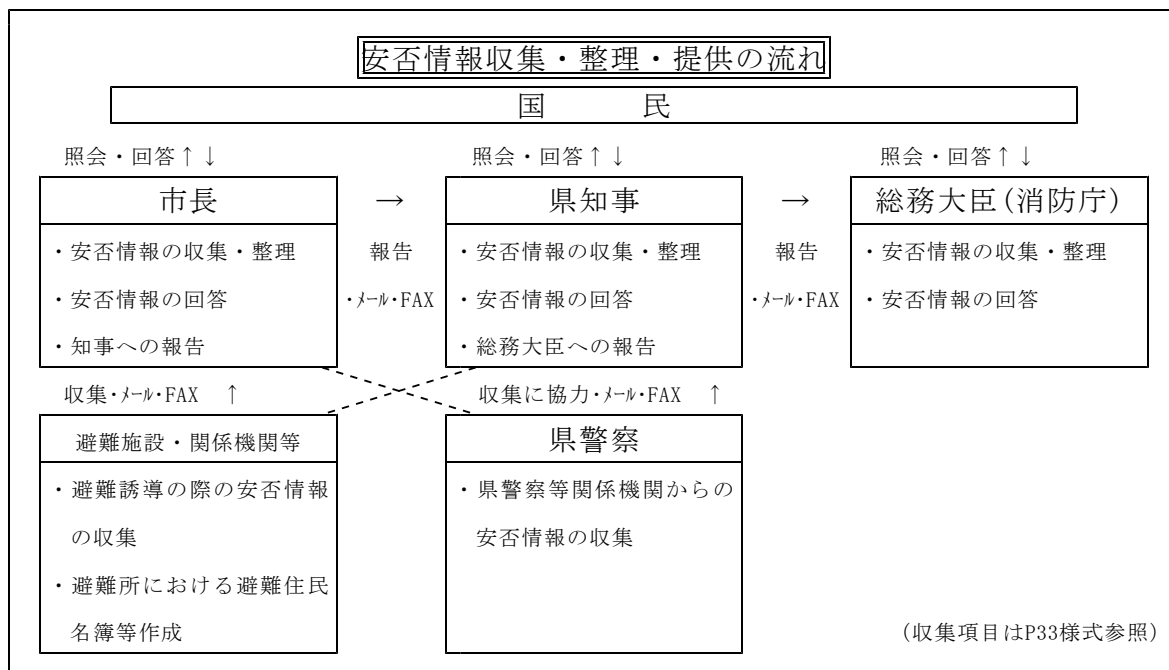 安否情報収集・整理・提供の流れ
国　　　民
照会・回答↑↓　照会・回答↑↓　照会・回答↑↓
市長　→　県知事　→　総務大臣(消防庁)
・安否情報の収集・整理　報告　・安否情報の収集・整理　報告　・安否情報の収集・整理
・安否情報の回答　・ﾒｰﾙ・FAX　・安否情報の回答　・ﾒｰﾙ・FAX　・安否情報の回答
・知事への報告　・総務大臣への報告
収集・ﾒｰﾙ・FAX　↑　収集に協力・ﾒｰﾙ・FAX　↑
避難施設・関係機関等　県警察
・避難誘導の際の安否情報　・県警察等関係機関からの
の収集　安否情報の収集
・避難所における避難住民
名簿等作成　(収集項目はP33様式参照)